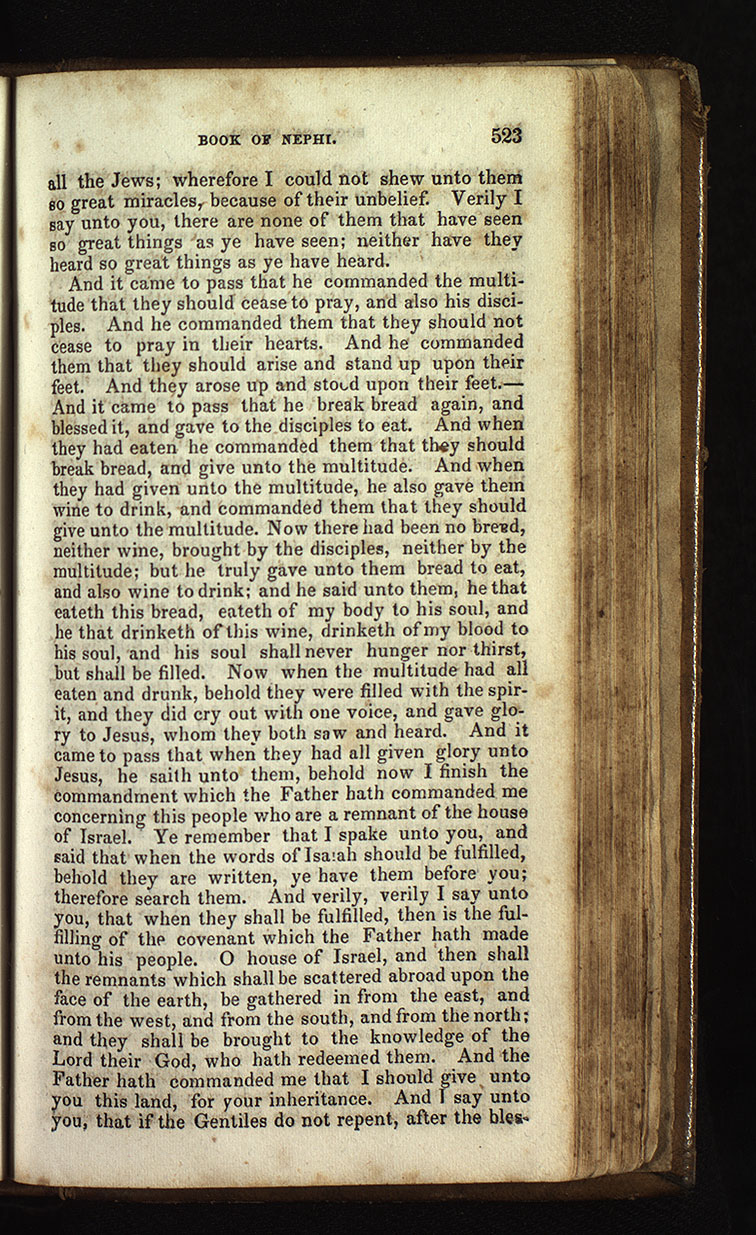 BOOK OF NEPHI. 523
all the Jews; wherefore I could not shew unto them
so great miracles, because of their unbelief. Verily I
say unto you, there are none of them that have seen
so great things as ye have seen; neither have they
heard so great things as ye have heard.
And it came to pass that he commanded the multi-
tude that they should cease to pray, and also his disci-
ples. And he commanded them that they should not
cease to pray in their hearts. And he commanded
them that they should arise and stand up upon their
feet. And they arose up and stood upon their feet.—
And it came to pass that he break bread again, and
blessed it, and gave to the disciples to eat. And when
they had eaten he commanded them that they should
break bread, and give unto the multitude. And when
they had given unto the multitude, he also gave them
wine to drink, and commanded them that they should
give unto the multitude. Now there had been no bread,
neither wine, brought by the disciples, neither by the
multitude; but he truly gave unto them bread to eat,
and also wine to drink; and he said unto them, he that
eateth this bread, eateth of my body to his soul, and
he that drinketh of this wine, drinketh of my blood to
his soul, and his soul shall never hunger nor thirst,
but shall be filled. Now when the multitude had all
eaten and drunk, behold they were filled with the spir-
it, and they did cry out with one voice, and gave glo-
ry to Jesus, whom they both saw and heard. And it
came to pass that when they had all given glory unto
Jesus, he saith unto them, behold now I finish the
commandment which the Father hath commanded me
concerning this people who are a remnant of the house
of Israel. Ye remember that I spake unto you, and
said that when the words of Isaiah should be fulfilled,
behold they are written, ye have them before you;
therefore search them. And verily, verily I say unto
you, that when they shall be fulfilled, then is the ful-
filling of the covenant which the Father hath made
unto his people. O house of Israel, and then shall
the remnants which shall be scattered abroad upon the
face of the earth, be gathered in from the east, and
from the west, and from the south, and from the north;
and they shall be brought to the knowledge of the
Lord their God, who hath redeemed them. And the
Father hath commanded me that I should give unto
you this land, for your inheritance. And I say unto
you, that if the Gentiles do not repent, after the bles-